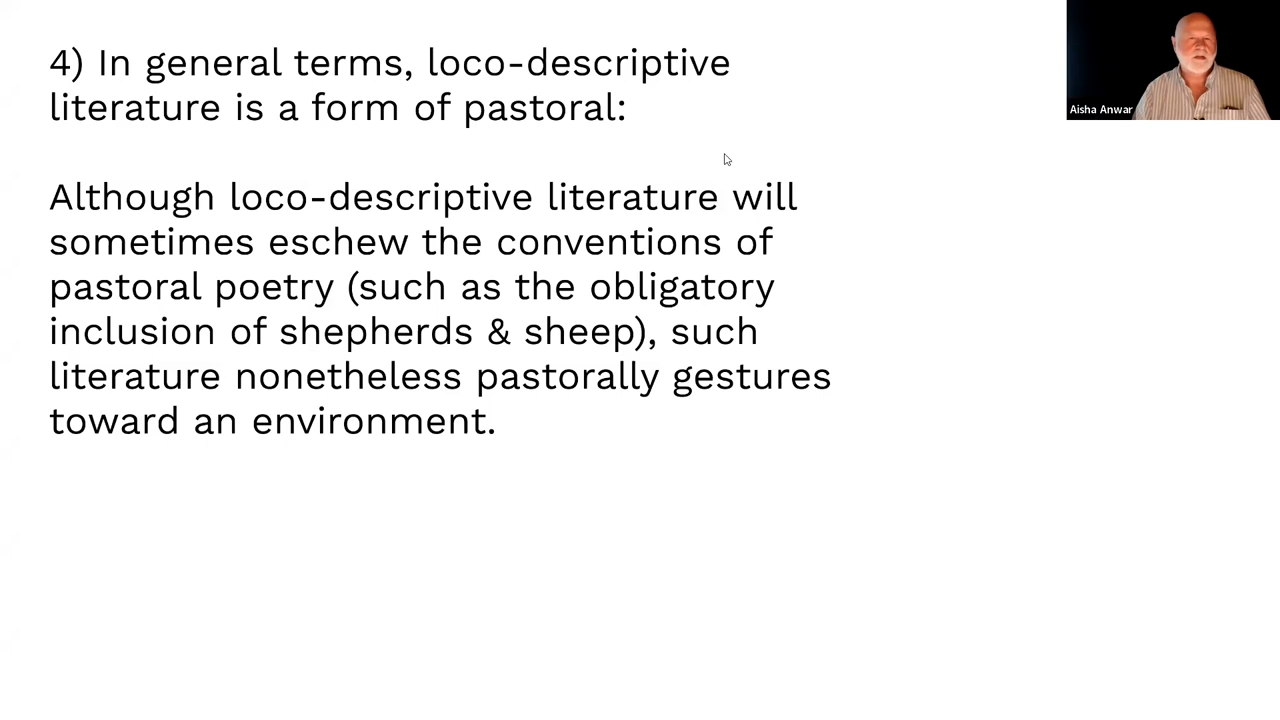 4) In general terms, loco-descriptive
literature is a form of pastoral:
Although loco-descriptive literature will
sometimes eschew the conventions of
pastoral poetry (such as the obligatory
inclusion of shepherds & sheep), such
literature nonetheless pastorally gestures
toward an environment.
Aisha Anwar